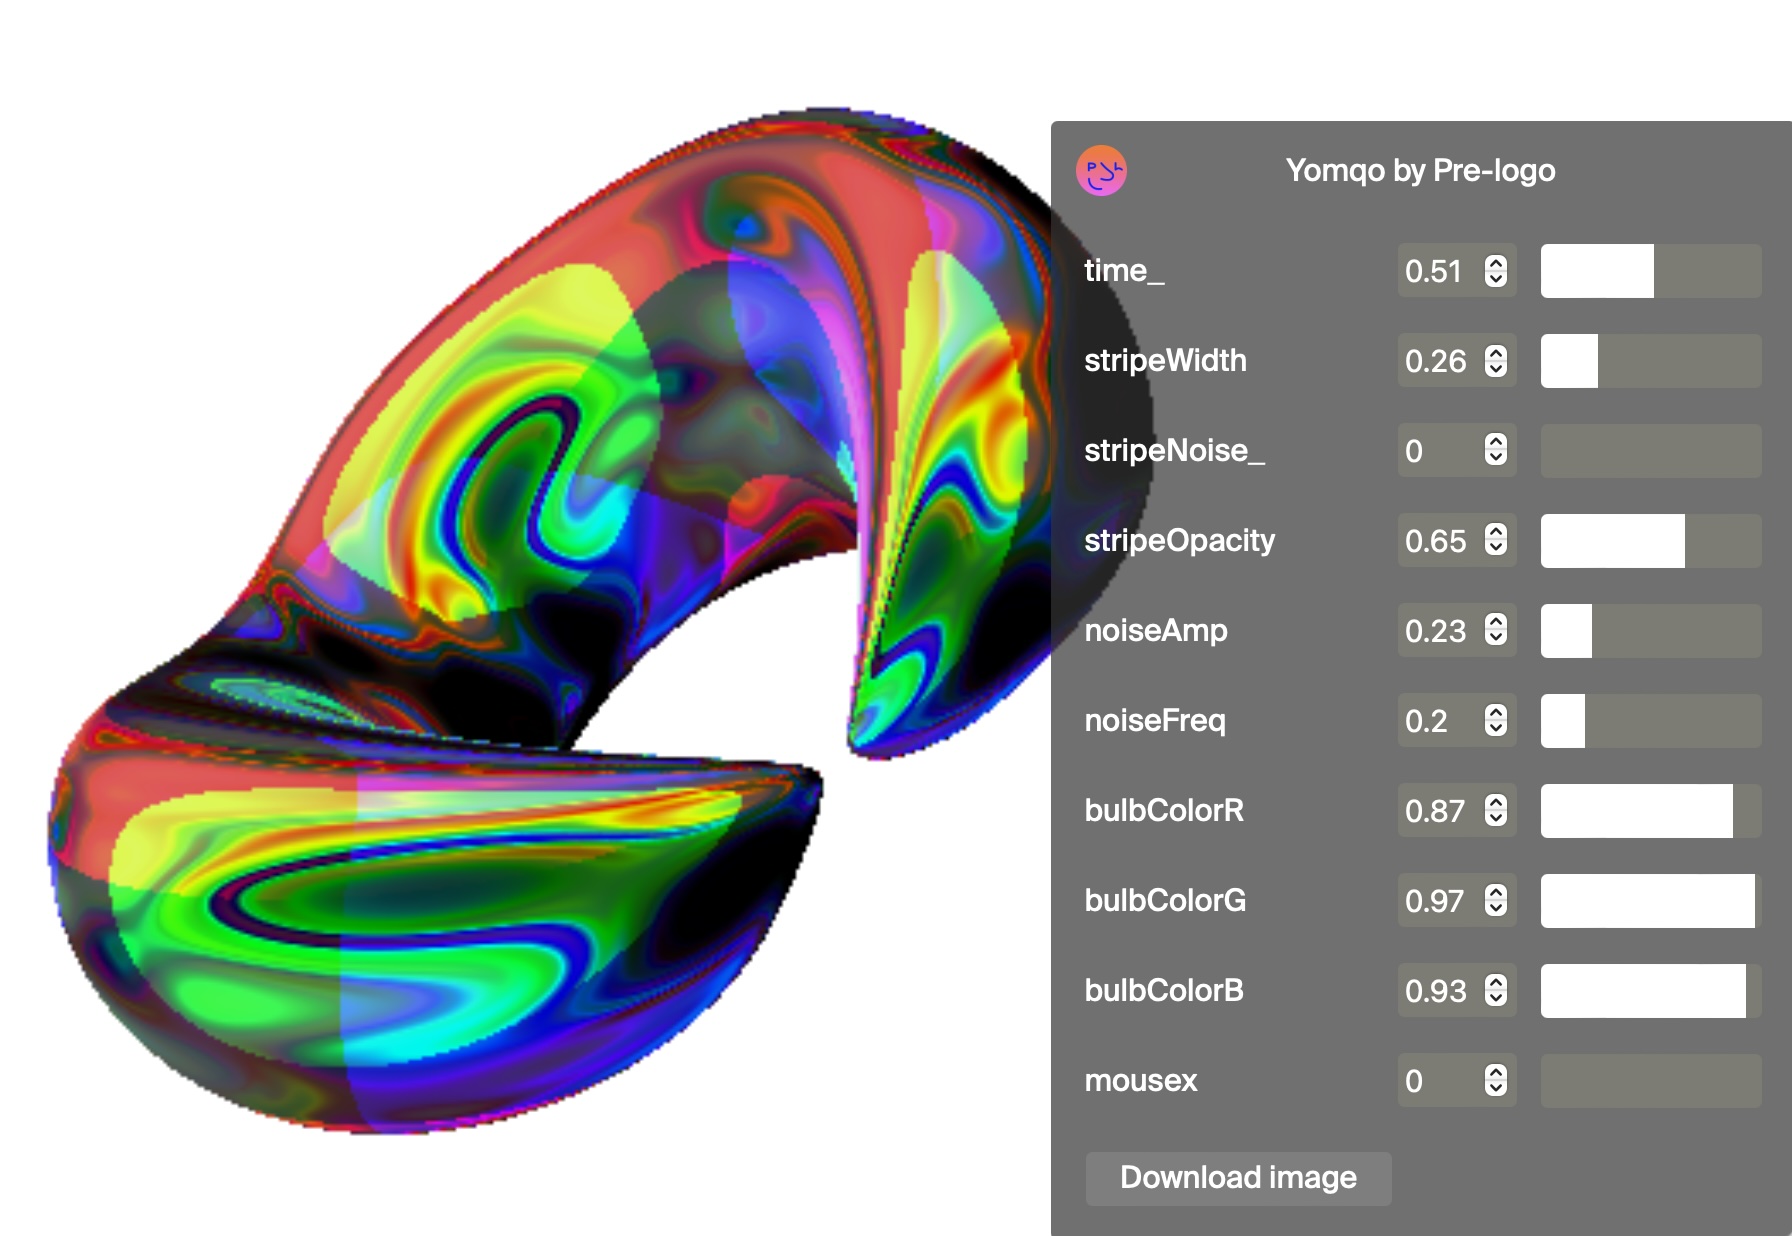 Yomqo by Pre-logo
time_ 0.51
stripeWidth 0.26
stripeNoise_ 0
stripeOpacity 0.65
noiseAmp 0.23
noiseFreq 0.2
bulbColorR 0.87
bulbColorG 0.97
bulbColorB 0.93
mousex 0
Download image